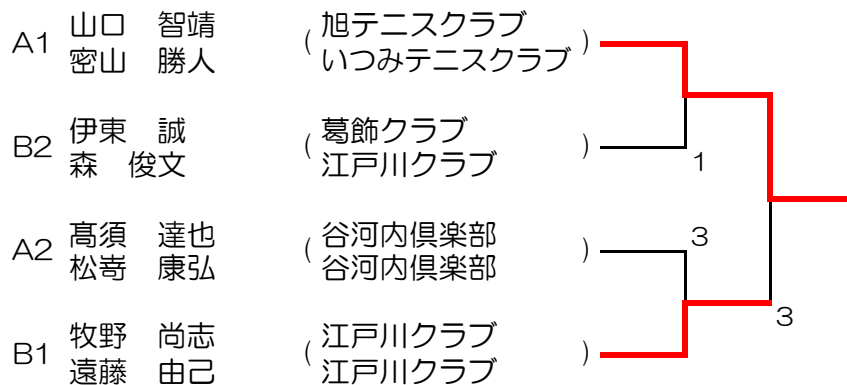 A1 山口　智靖 ( 旭テニスクラブ )
密山　勝人 いつみテニスクラブ
B2 伊東　誠 ( 葛飾クラブ )
森　俊文 江戸川クラブ
1
A2 髙須　達也 ( 谷河内倶楽部 )
松嵜　康弘 谷河内倶楽部
3
3
B1 牧野　尚志 ( 江戸川クラブ )
遠藤　由己 江戸川クラブ